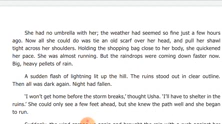 She had no umbrella with her; the weather had seemed so fine just a few hours
ago. Now all she could do was tie an old scarf over her head, and pull her shawl
tight across her shoulders. Holding the shopping bag close to her body, she quickened
her pace. She was almost running. But the raindrops were coming down faster now.
Big, heavy pellets of rain.
A sudden flash of lightning lit up the hill. The ruins stood out in clear outline.
Then all was dark again. Night had fallen.
'I won't get home before the storm breaks,' thought Usha. 'I'll have to shelter in the
ruins.' She could only see a few feet ahead, but she knew the path well and she began
to run.